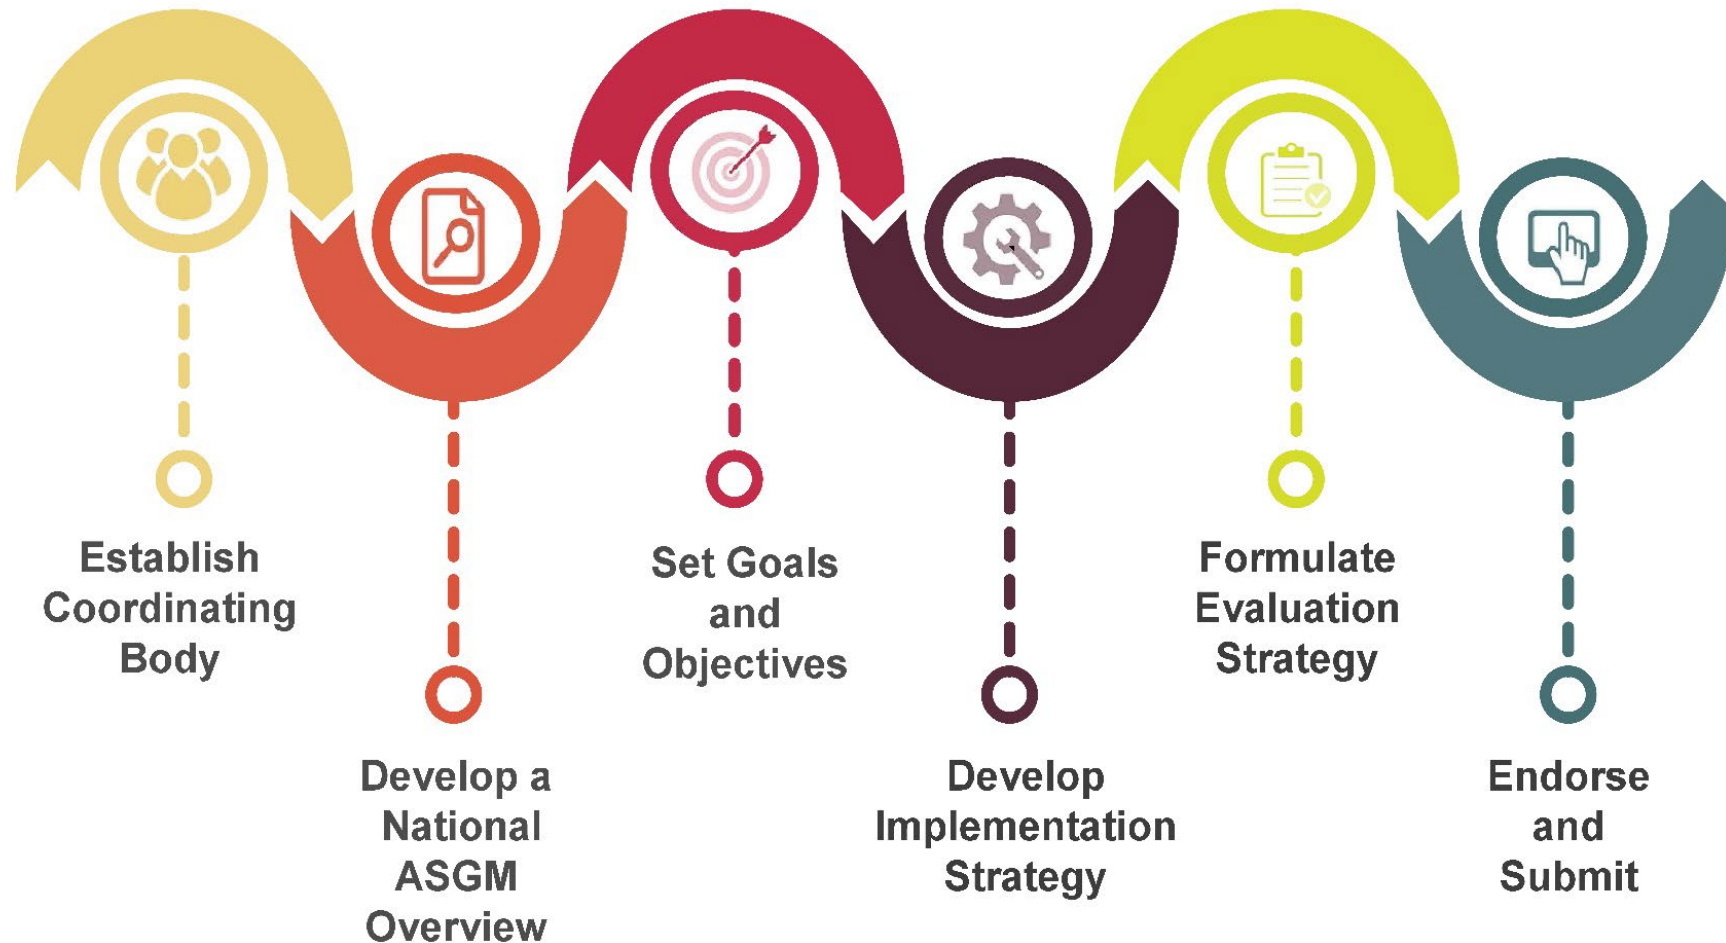 Establish
Coordinating
Body
Develop a
National
ASGM
Overview
Set Goals
and
Objectives
Develop
Implementation
Strategy
Formulate
Evaluation
Strategy
Endorse
and
Submit